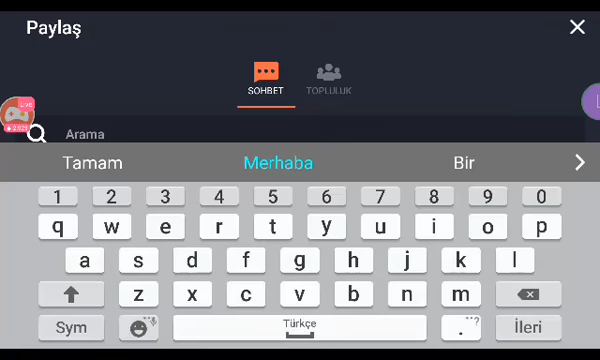 Paylaş
SOHBET TOPLULUK
LIVE
Arama
Tamam Merhaba Bir
1 2 3 4 5 6 7 8 9 0
q w e r t y u i o p
a s d f g h j k l
z x c v b n m
Sym Türkçe . ,,? İleri